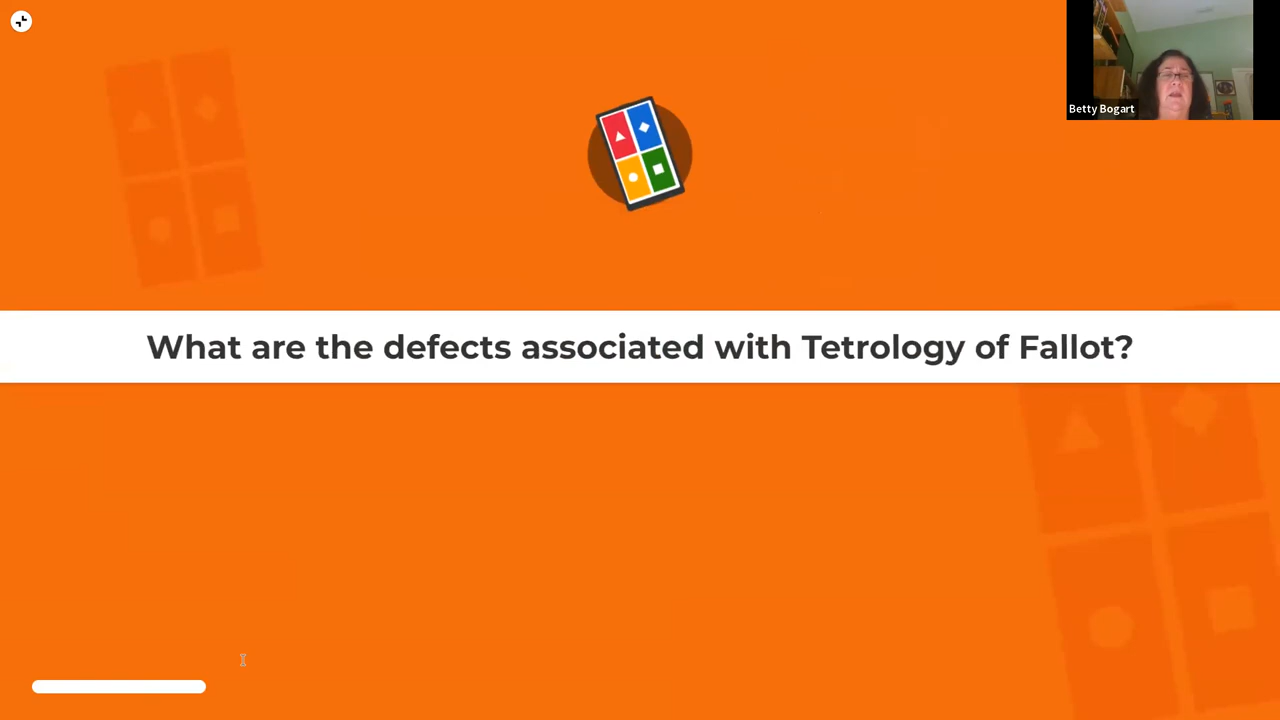 Betty Bogart
What are the defects associated with Tetrology of Fallot?